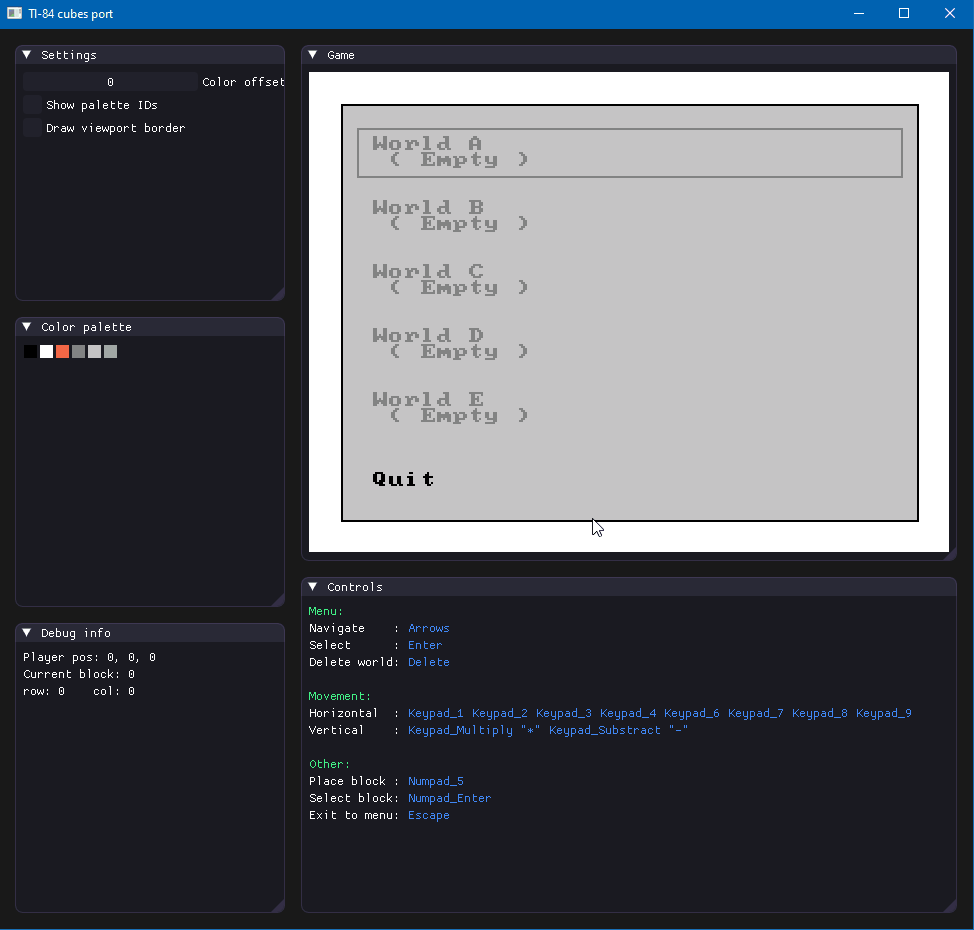 TI-84 cubes port
Settings
0 Color offset
Show palette IDs
Draw viewport border
Color palette
Debug info
Player pos: 0, 0, 0
Current block: 0
row: 0 col: 0
Game
World A
( Empty )
World B
( Empty )
World C
( Empty )
World D
( Empty )
World E
( Empty )
Quit
Controls
Menu:
Navigate : Arrows
Select : Enter
Delete world: Delete
Movement:
Horizontal : Keypad_1 Keypad_2 Keypad_3 Keypad_4 Keypad_6 Keypad_7 Keypad_8 Keypad_9
Vertical : Keypad_Multiply "*" Keypad_Substract "-"
Other:
Place block : Numpad_5
Select block: Numpad_Enter
Exit to menu: Escape